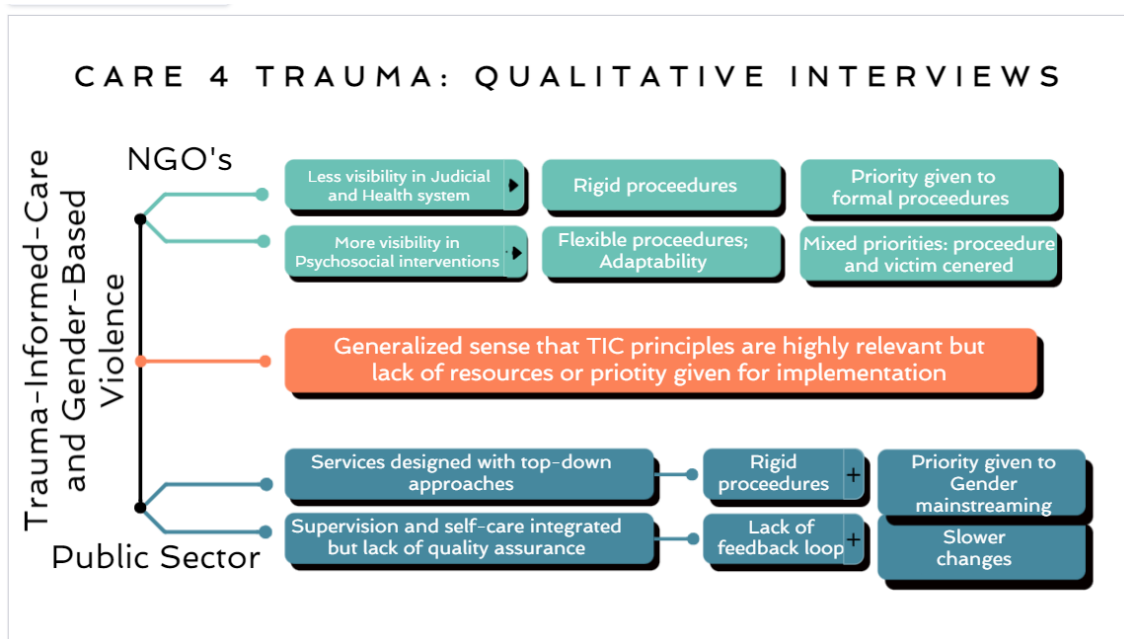 CARE 4 TRAUMA: QUALITATIVE INTERVIEWS
Trauma-Informed-Care
and Gender-Based
Violence
NGO's
Less visibility in Judicial
and Health system
Rigid proceedures
Priority given to
formal proceedures
More visibility in
Psychosocial interventions
Flexible proceedures;
Adaptability
Mixed priorities: proceedure
and victim cenered
Generalized sense that TIC principles are highly relevant but
lack of resources or priotity given for implementation
Services designed with top-down
approaches
Rigid
proceedures
+
Priority given to
Gender
mainstreaming
Supervision and self-care integrated
but lack of quality assurance
Lack of
feedback loop
+
Slower
changes
Public Sector